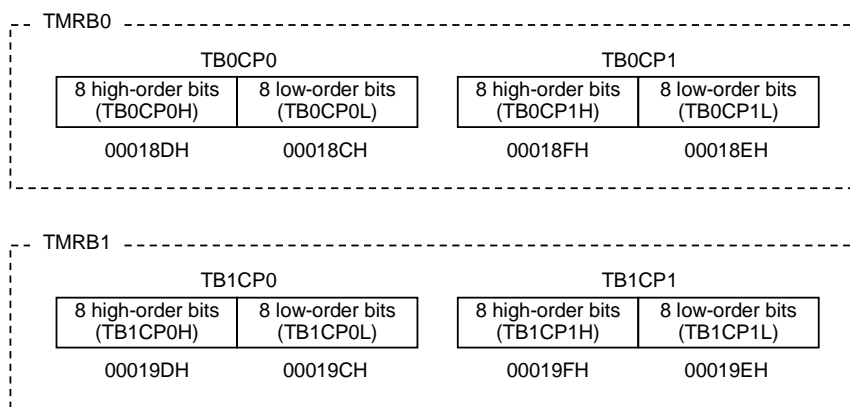 TMRB0
TB0CP0 TB0CP1
8 high-order bits 8 low-order bits 8 high-order bits 8 low-order bits
(TB0CP0H) (TB0CP0L) (TB0CP1H) (TB0CP1L)
00018DH 00018CH 00018FH 00018EH
TMRB1
TB1CP0 TB1CP1
8 high-order bits 8 low-order bits 8 high-order bits 8 low-order bits
(TB1CP0H) (TB1CP0L) (TB1CP1H) (TB1CP1L)
00019DH 00019CH 00019FH 00019EH